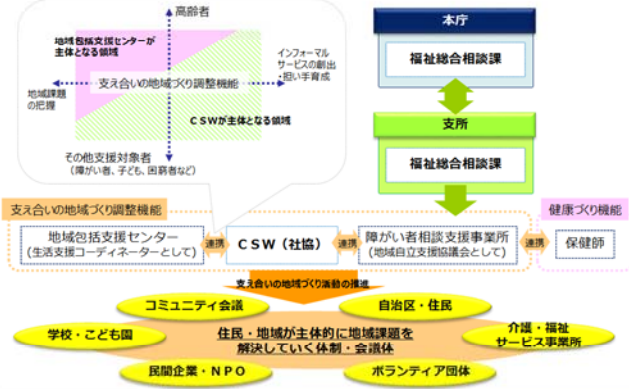 高齢者
地域包括支援センターが
主体となる領域
インフォーマル
サービスの創出
・担い手育成
支え合いの地域づくり調整機能
地域課題
の把握
CSWが主体となる領域
その他支援対象者
(障がい者、子ども、困窮者など)
本庁
福祉総合相談課
支所
福祉総合相談課
支え合いの地域づくり調整機能
健康づくり機能
地域包括支援センター
(生活支援コーディネーターとして)
連携
CSW(社協)
連携
障がい者相談支援事業所
(地域自立支援協議会として)
連携
保健師
支え合いの地域づくり活動の推進
コミュニティ会議
自治区・住民
学校・こども園
住民・地域が主体的に地域課題を
解決していく体制・会議体
介護・福祉
サービス事業所
民間企業・NPO
ボランティア団体